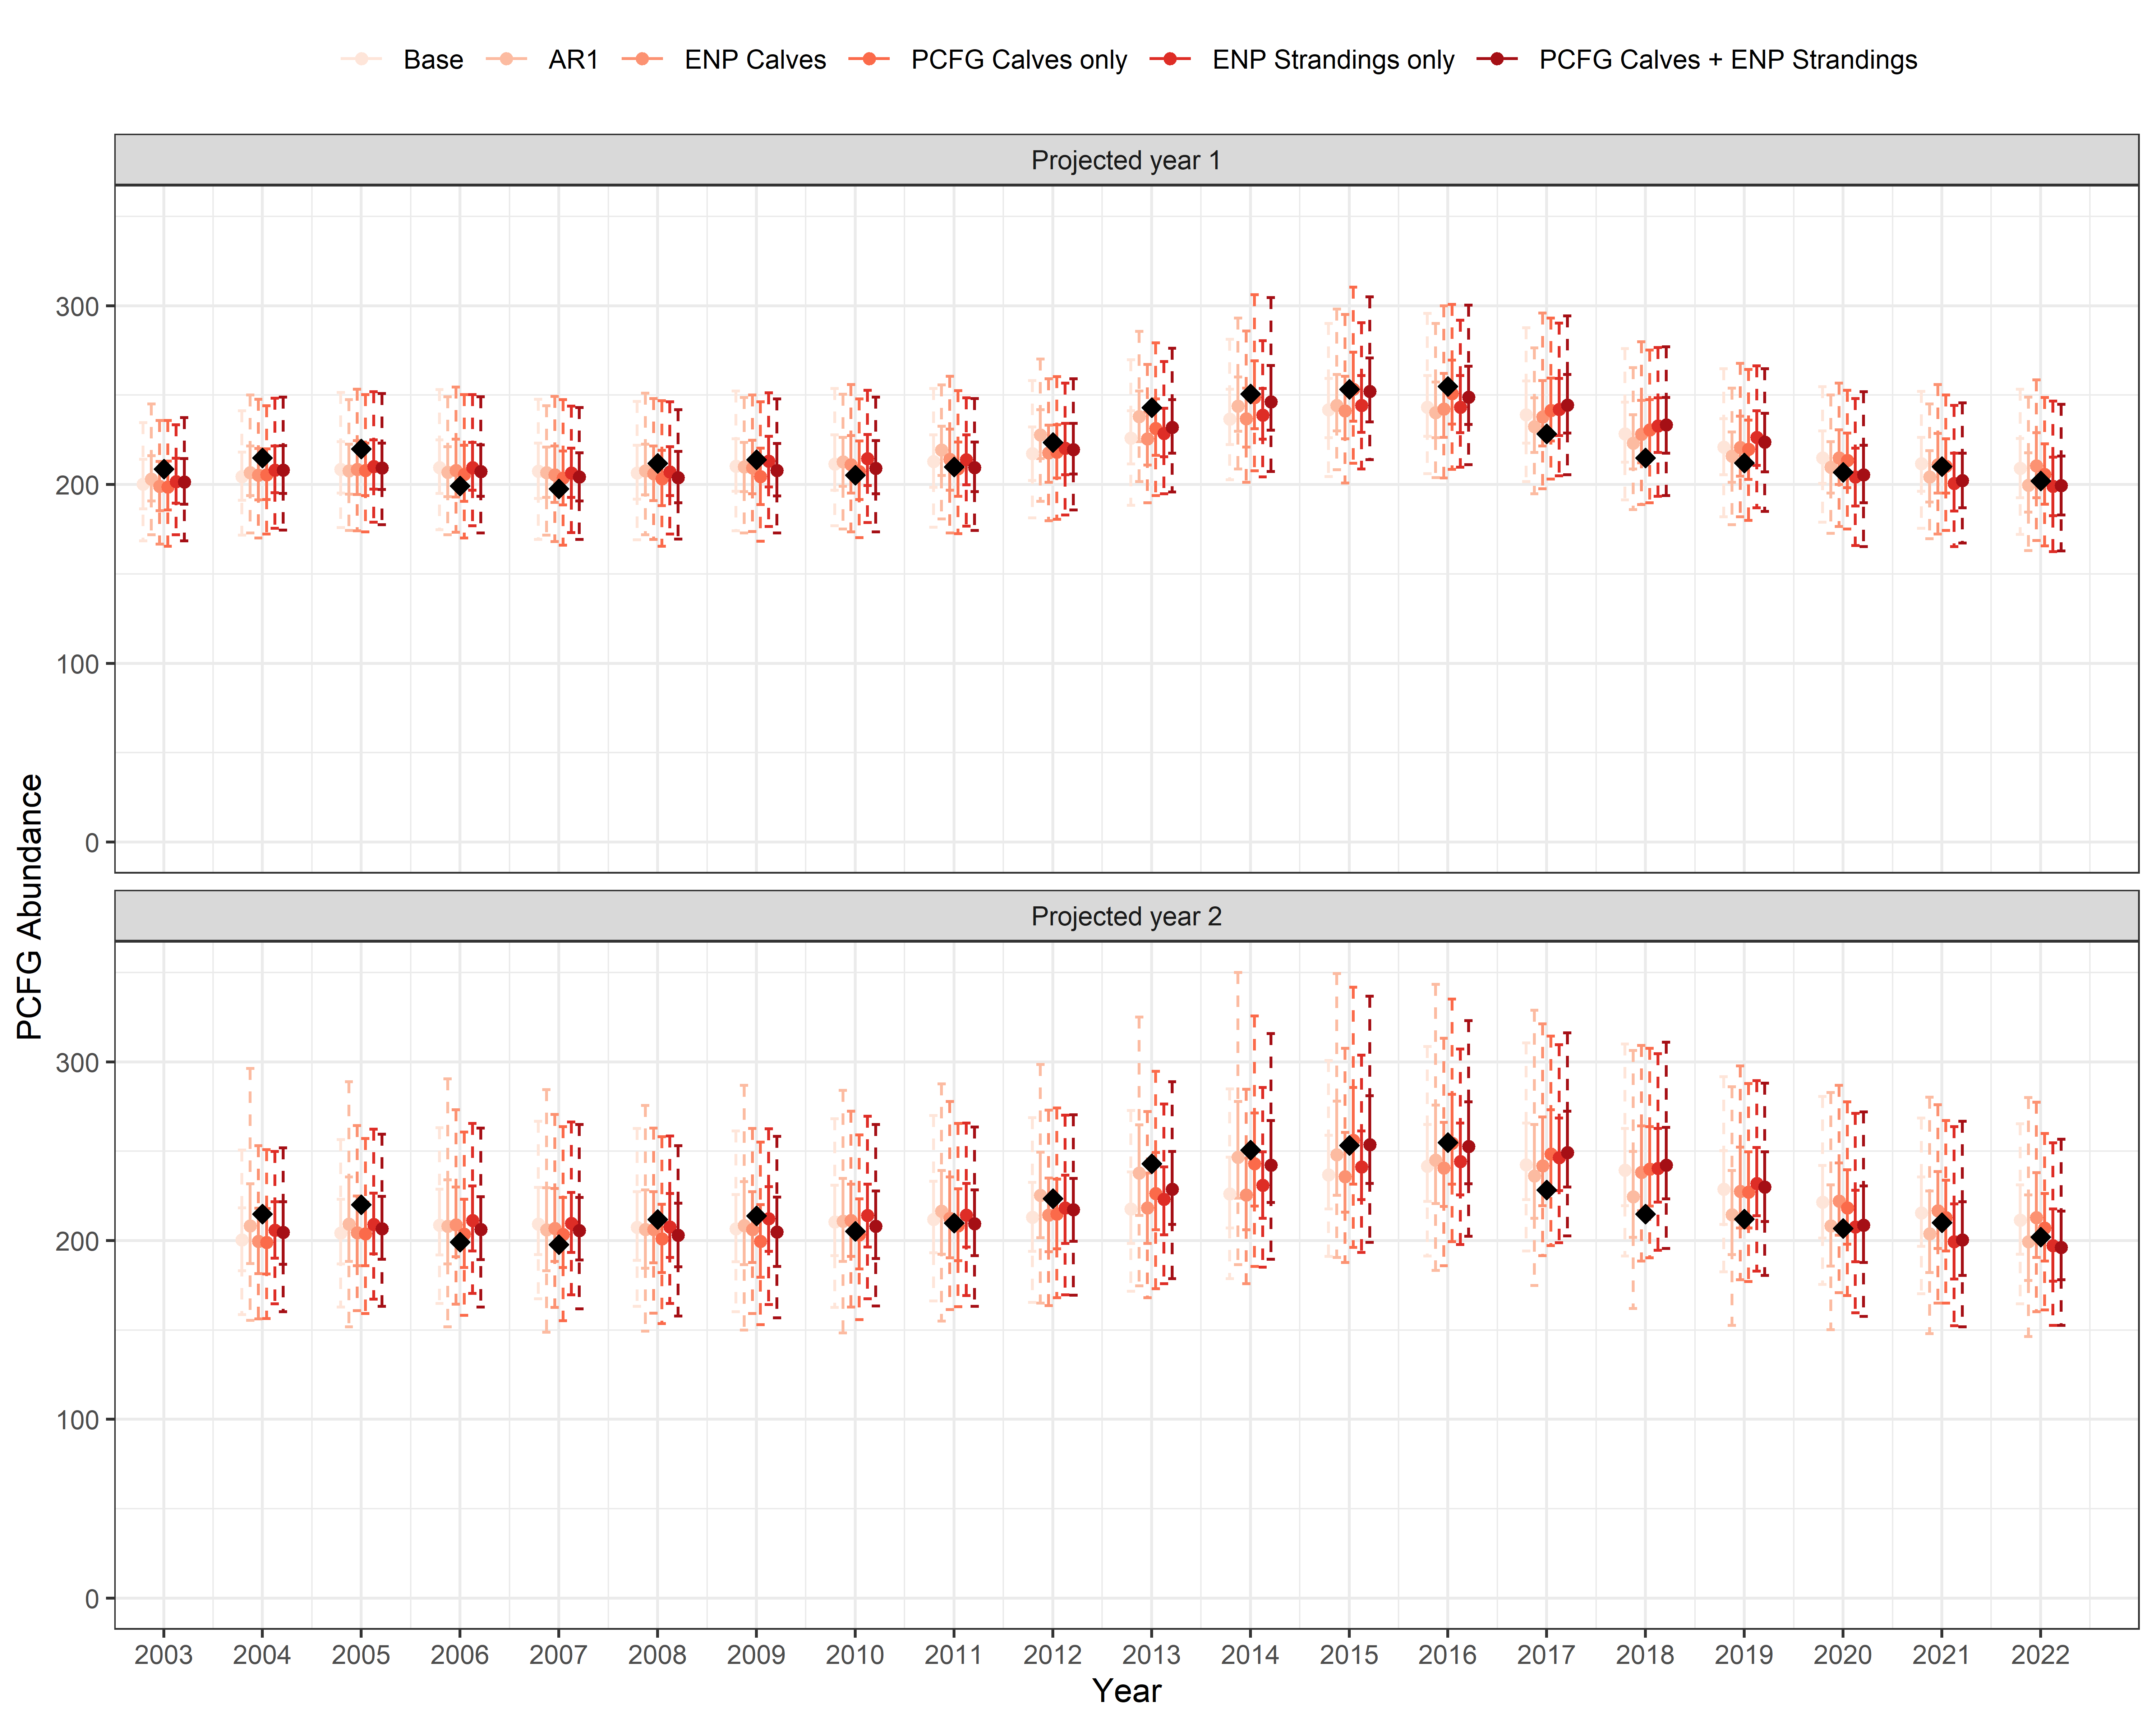 Base AR1 ENP Calves PCFG Calves only ENP Strandings only PCFG Calves + ENP Strandings
Projected year 1
300
200
100
0
PCFG Abundance
Projected year 2
300
200
100
0
2003 2004 2005 2006 2007 2008 2009 2010 2011 2012 2013 2014 2015 2016 2017 2018 2019 2020 2021 2022
Year